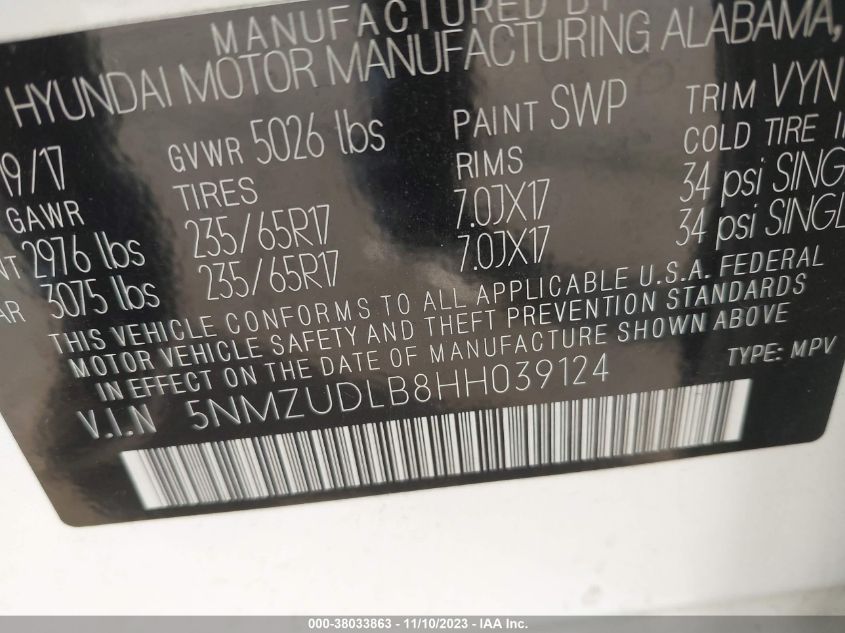 MANUFACTURED BY
HYUNDAI MOTOR MANUFACTURING ALABAMA,
9/17 GVWR 5026 lbs PAINT SWP TRIM VYN
GAWR TIRES RIMS COLD TIRE
2976 lbs 235/65R17 7.0JX17 34 psi SING
3075 lbs 235/65R17 7.0JX17 34 psi SINGL
THIS VEHICLE CONFORMS TO ALL APPLICABLE U.S.A. FEDERAL
MOTOR VEHICLE SAFETY AND THEFT PREVENTION STANDARDS
IN EFFECT ON THE DATE OF MANUFACTURE SHOWN ABOVE
V.I.N 5NMZUDLB8HH039124 TYPE: MPV
000-38033863 - 11/10/2023 - IAA Inc.